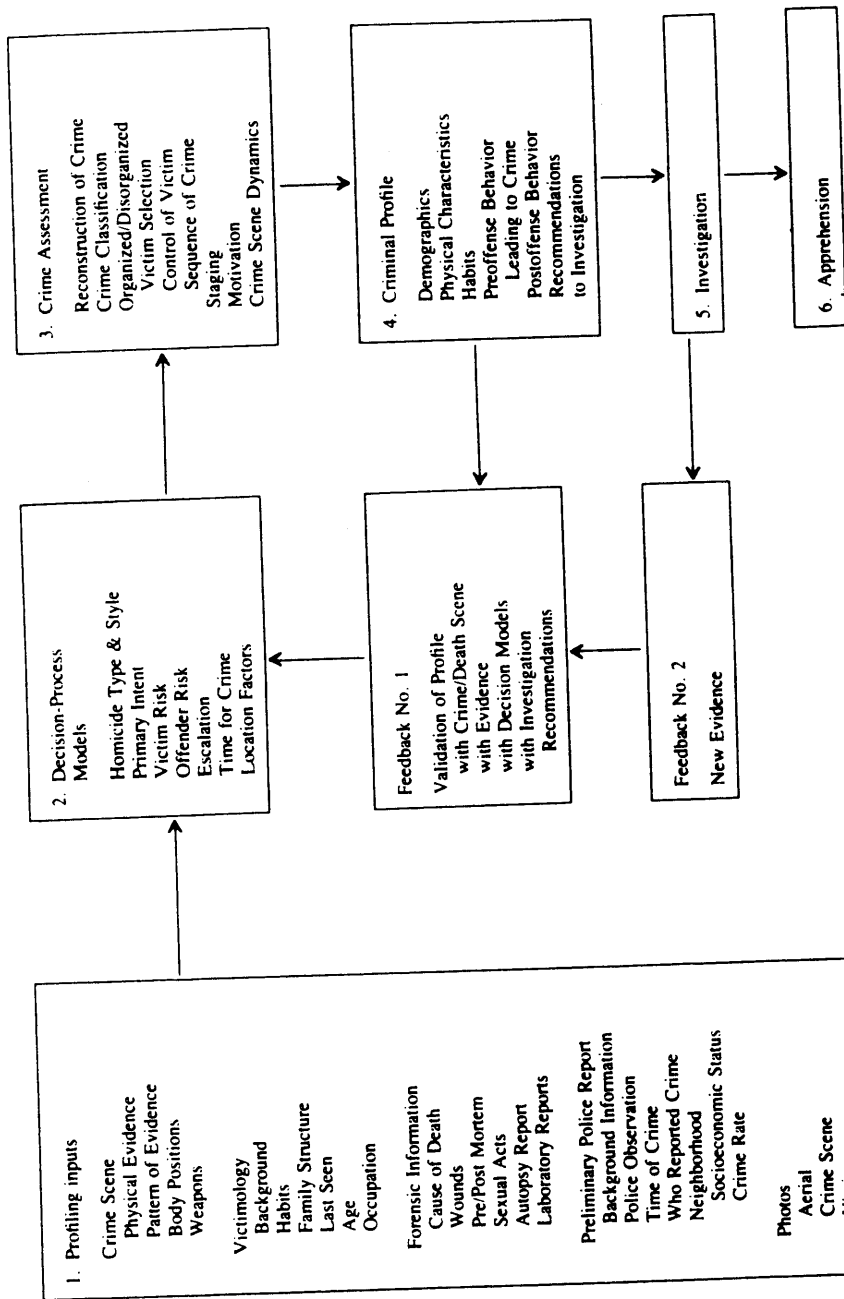 1. Profiling inputs
Crime Scene
Physical Evidence
Pattern of Evidence
Body Positions
Weapons
Victimology
Background
Habits
Family Structure
Last Seen
Age
Occupation
Forensic Information
Cause of Death
Wounds
Pre/Post Mortem
Sexual Acts
Autopsy Report
Laboratory Reports
Preliminary Police Report
Background Information
Police Observation
Time of Crime
Who Reported Crime
Neighborhood
Socioeconomic Status
Crime Rate
Photos
Aerial
Crime Scene
2. Decision-Process
Models
Homicide Type & Style
Primary Intent
Victim Risk
Offender Risk
Escalation
Time for Crime
Location Factors
3. Crime Assessment
Reconstruction of Crime
Crime Classification
Organized/Disorganized
Victim Selection
Control of Victim
Sequence of Crime
Staging
Motivation
Crime Scene Dynamics
Feedback No. 1
Validation of Profile
with Crime/Death Scene
with Evidence
with Decision Models
with Investigation
Recommendations
4. Criminal Profile
Demographics
Physical Characteristics
Habits
Preoffense Behavior
Leading to Crime
Postoffense Behavior
Recommendations
to Investigation
Feedback No. 2
New Evidence
5. Investigation
6. Apprehension